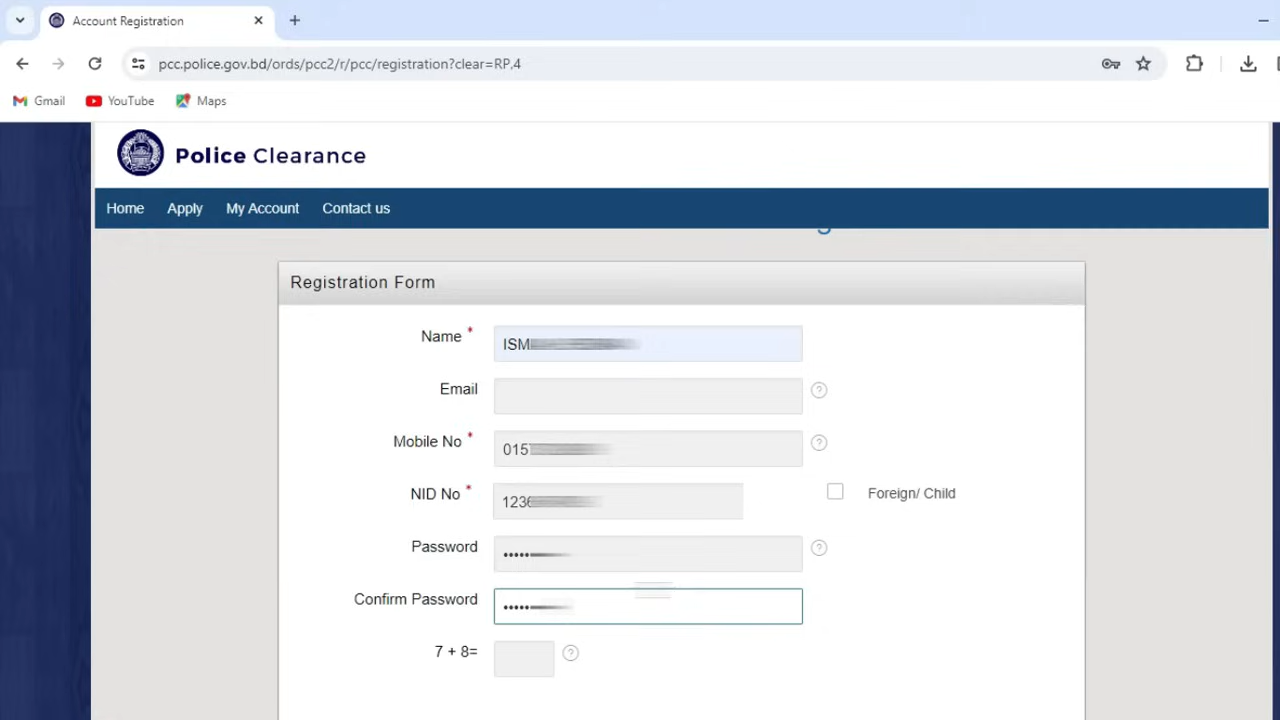 Account Registration
pcc.police.gov.bd/ords/pcc2/r/pcc/registration?clear=RP,4
Gmail YouTube Maps
Police Clearance
Home Apply My Account Contact us
Registration Form
Name * ISM
Email
Mobile No * 015
NID No * 123 Foreign/ Child
Password
Confirm Password
7 + 8=